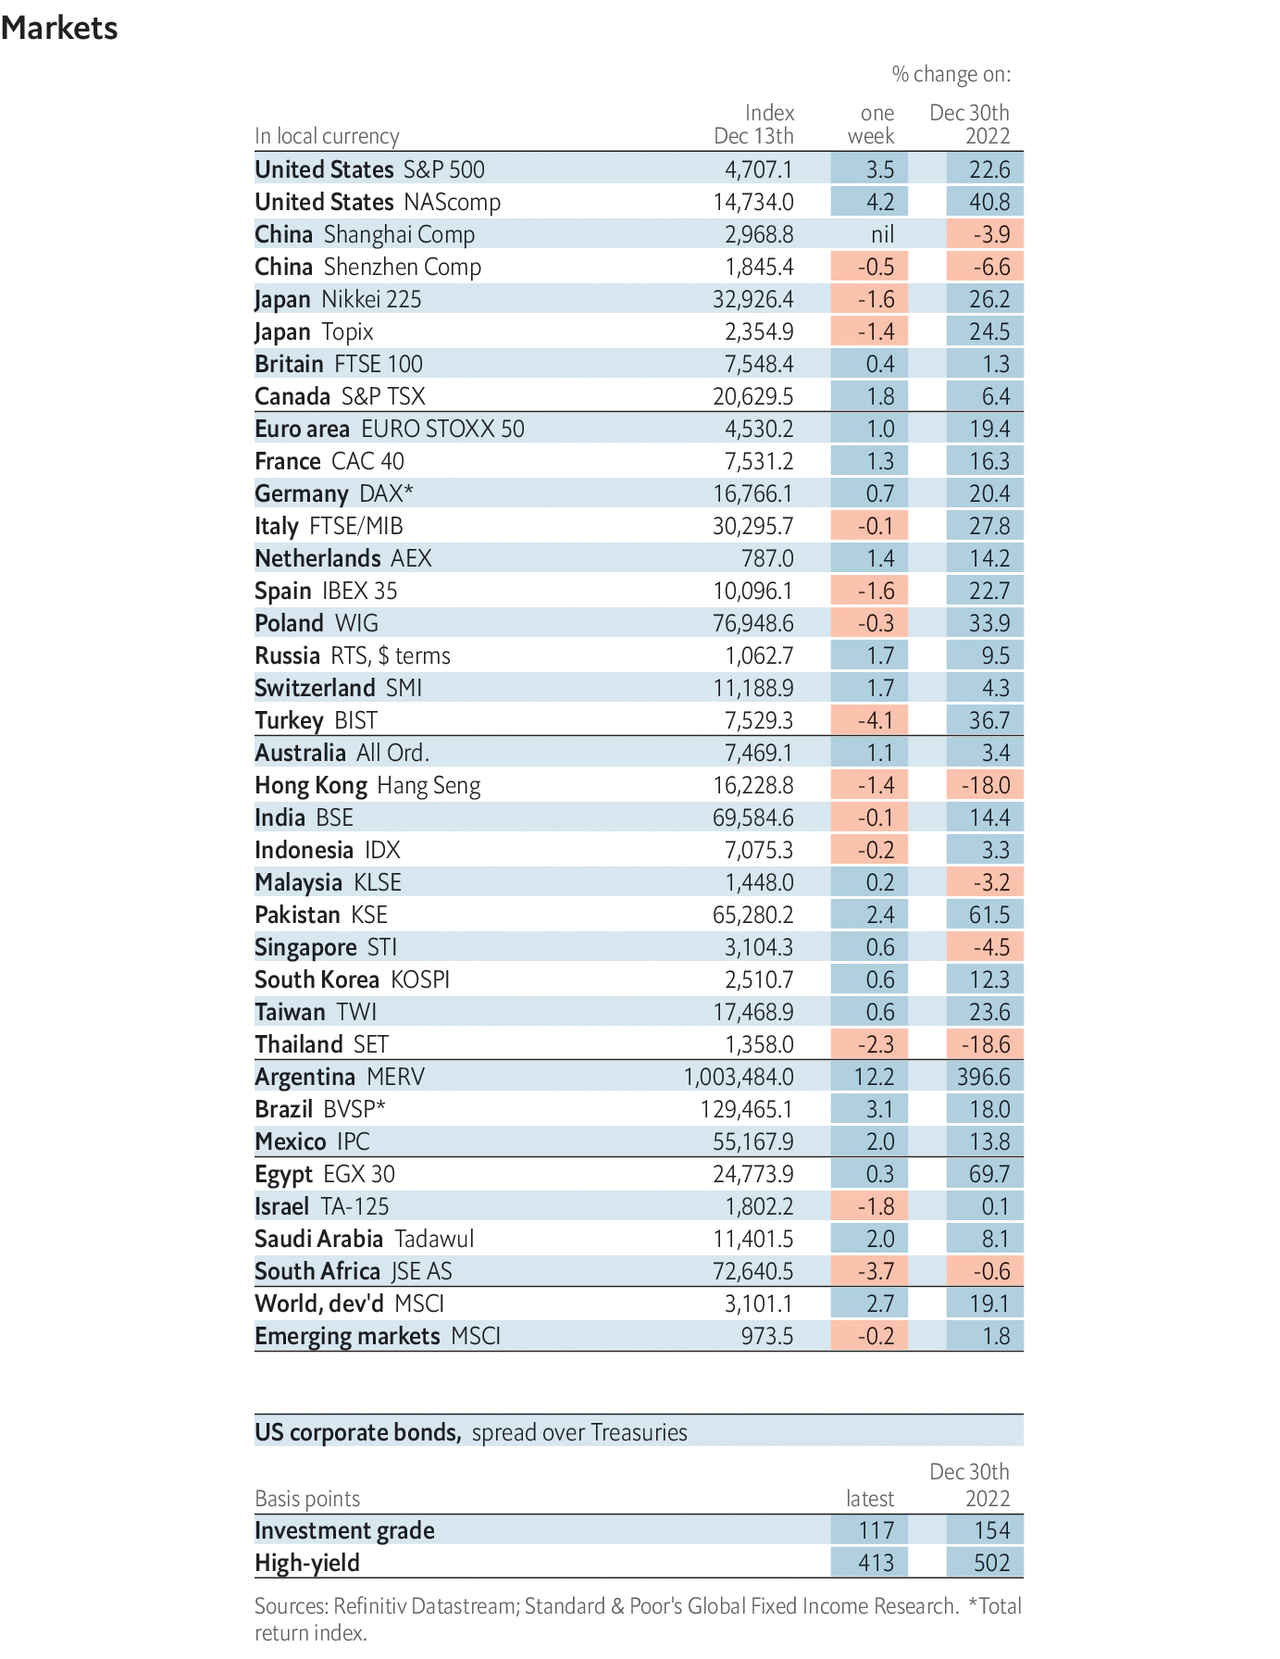 Markets
% change on:
Index one Dec 30th
In local currency Dec 13th week 2022
United States S&P 500 4,707.1 3.5 22.6
United States NAScomp 14,734.0 4.2 40.8
China Shanghai Comp 2,968.8 nil -3.9
China Shenzhen Comp 1,845.4 -0.5 -6.6
Japan Nikkei 225 32,926.4 -1.6 26.2
Japan Topix 2,354.9 -1.4 24.5
Britain FTSE 100 7,548.4 0.4 1.3
Canada S&P TSX 20,629.5 1.8 6.4
Euro area EURO STOXX 50 4,530.2 1.0 19.4
France CAC 40 7,531.2 1.3 16.3
Germany DAX* 16,766.1 0.7 20.4
Italy FTSE/MIB 30,295.7 -0.1 27.8
Netherlands AEX 787.0 1.4 14.2
Spain IBEX 35 10,096.1 -1.6 22.7
Poland WIG 76,948.6 -0.3 33.9
Russia RTS, $ terms 1,062.7 1.7 9.5
Switzerland SMI 11,188.9 1.7 4.3
Turkey BIST 7,529.3 -4.1 36.7
Australia All Ord. 7,469.1 1.1 3.4
Hong Kong Hang Seng 16,228.8 -1.4 -18.0
India BSE 69,584.6 -0.1 14.4
Indonesia IDX 7,075.3 -0.2 3.3
Malaysia KLSE 1,448.0 0.2 -3.2
Pakistan KSE 65,280.2 2.4 61.5
Singapore STI 3,104.3 0.6 -4.5
South Korea KOSPI 2,510.7 0.6 12.3
Taiwan TWI 17,468.9 0.6 23.6
Thailand SET 1,358.0 -2.3 -18.6
Argentina MERV 1,003,484.0 12.2 396.6
Brazil BVSP* 129,465.1 3.1 18.0
Mexico IPC 55,167.9 2.0 13.8
Egypt EGX 30 24,773.9 0.3 69.7
Israel TA-125 1,802.2 -1.8 0.1
Saudi Arabia Tadawul 11,401.5 2.0 8.1
South Africa JSE AS 72,640.5 -3.7 -0.6
World, dev'd MSCI 3,101.1 2.7 19.1
Emerging markets MSCI 973.5 -0.2 1.8
US corporate bonds, spread over Treasuries
Dec 30th
Basis points latest 2022
Investment grade 117 154
High-yield 413 502
Sources: Refinitiv Datastream; Standard & Poor's Global Fixed Income Research. *Total
return index.